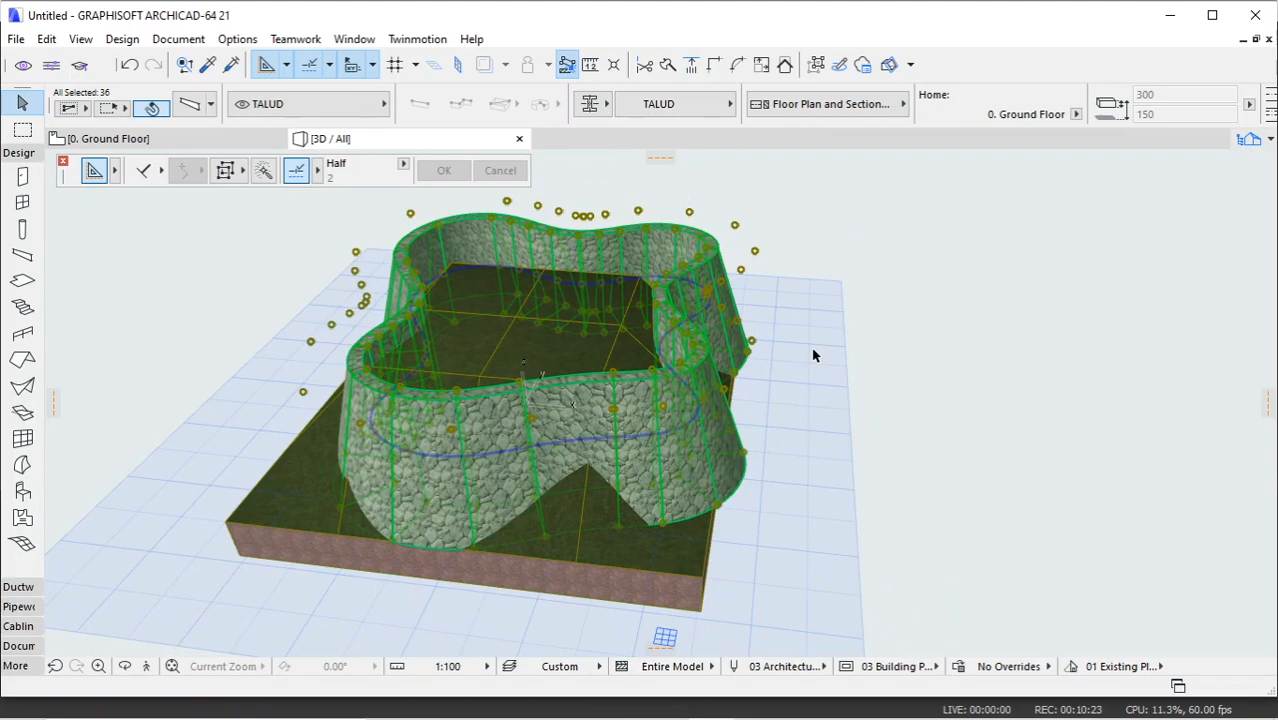 Untitled - GRAPHISOFT ARCHICAD-64 21
File Edit View Design Document Options Teamwork Window Twinmotion Help
All Selected: 36
TALUD
TALUD
Floor Plan and Section...
Home:
0. Ground Floor
300
150
[0. Ground Floor]
[3D / All]
Design
Half
2
OK
Cancel
Ductw
Pipew
Cablin
Docum
More
Current Zoom
0.00°
1:100
Custom
Entire Model
03 Architectu...
03 Building P...
No Overrides
01 Existing Pl...
LIVE: 00:00:00
REC: 00:10:23
CPU: 11.3%, 60.00 fps